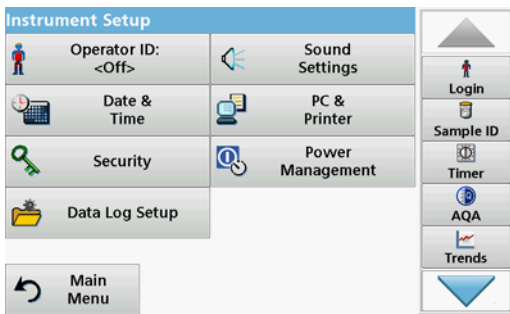 Instrument Setup
Operator ID:
<Off>
Sound
Settings
Date &
Time
PC &
Printer
Security
Power
Management
Data Log Setup
Main
Menu
Login
Sample ID
Timer
AQA
Trends